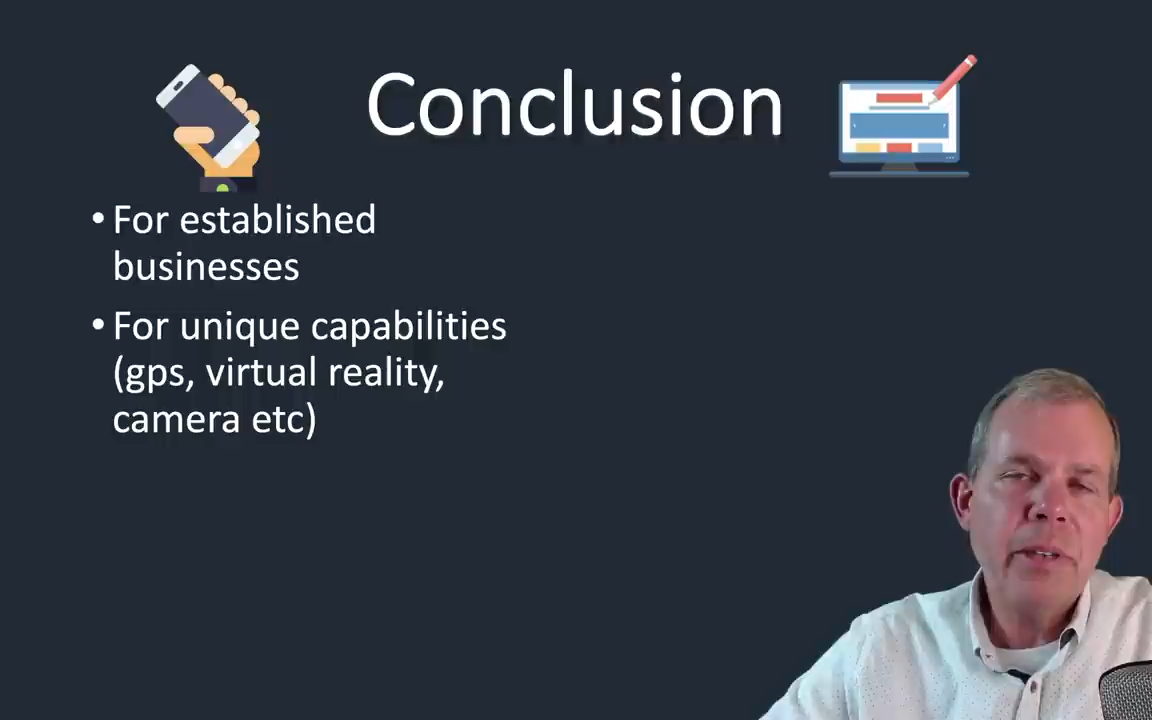 Conclusion
• For established
businesses
• For unique capabilities
(gps, virtual reality,
camera etc)